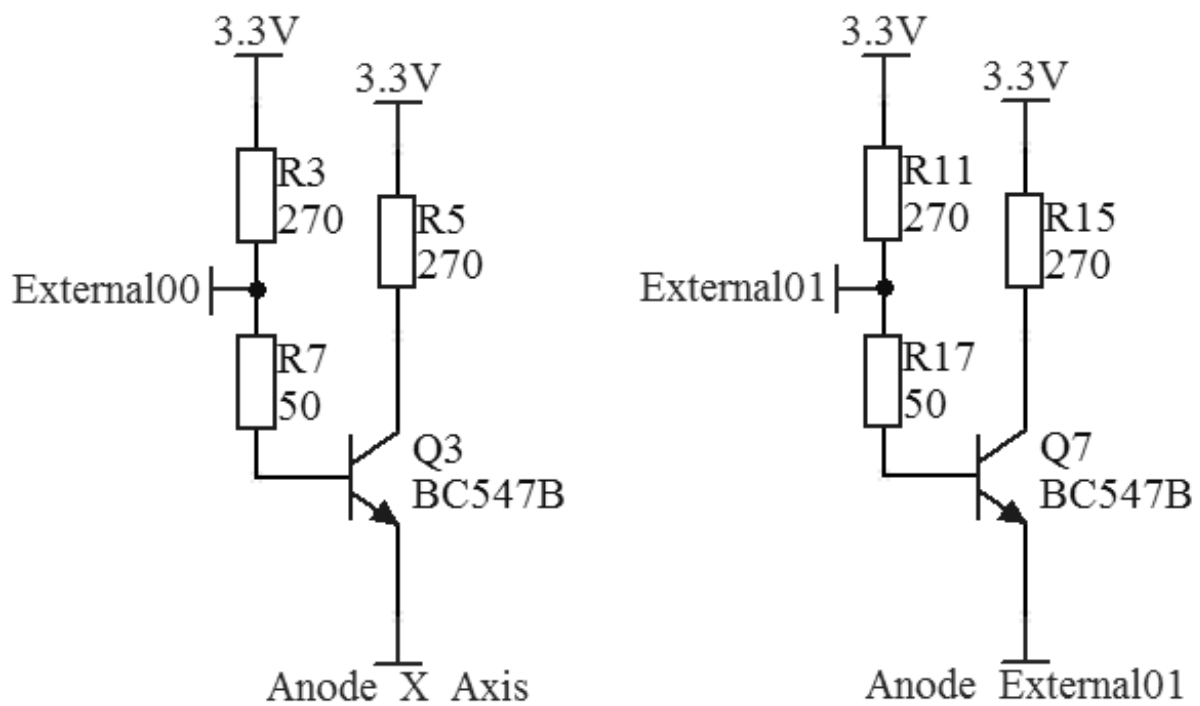 3.3V
3.3V
R3
270
R5
270
External00
R7
50
Q3
BC547B
Anode X Axis
3.3V
3.3V
R11
270
R15
270
External01
R17
50
Q7
BC547B
Anode External01